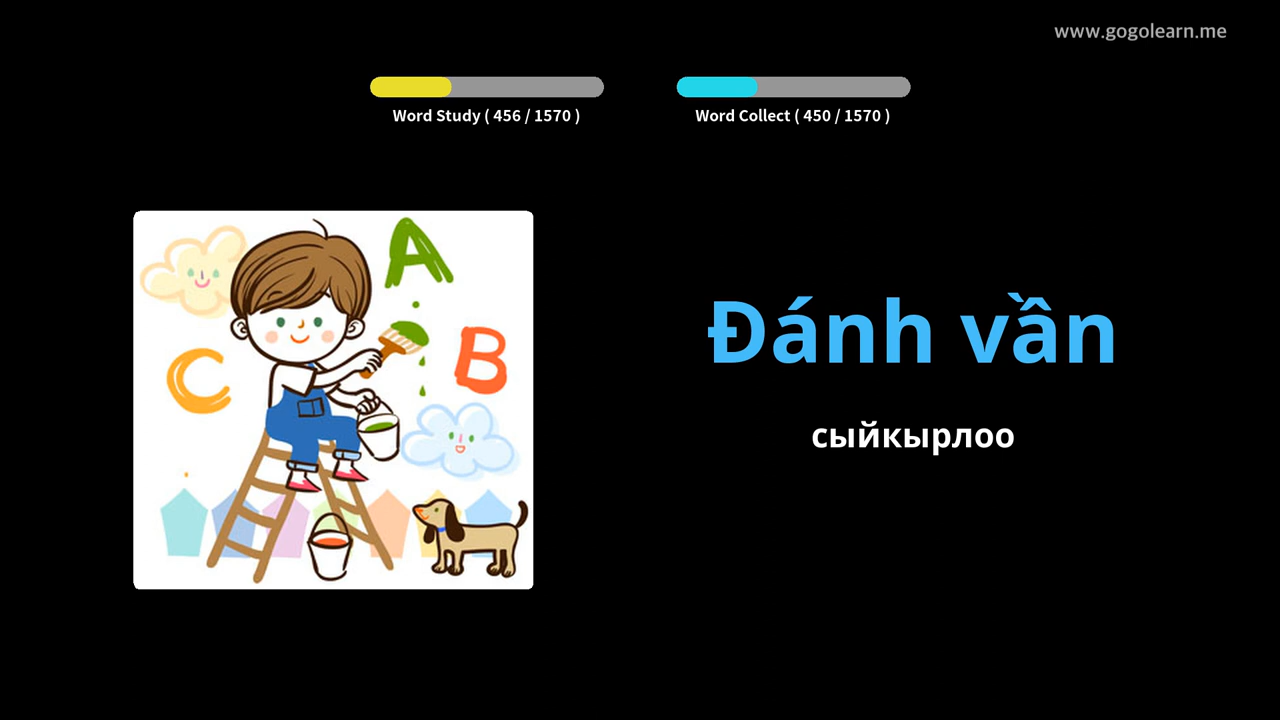 www.gogolearn.me
Word Study ( 456 / 1570 )
Word Collect ( 450 / 1570 )
A
B
C
Đánh vần
сыйкырлоо